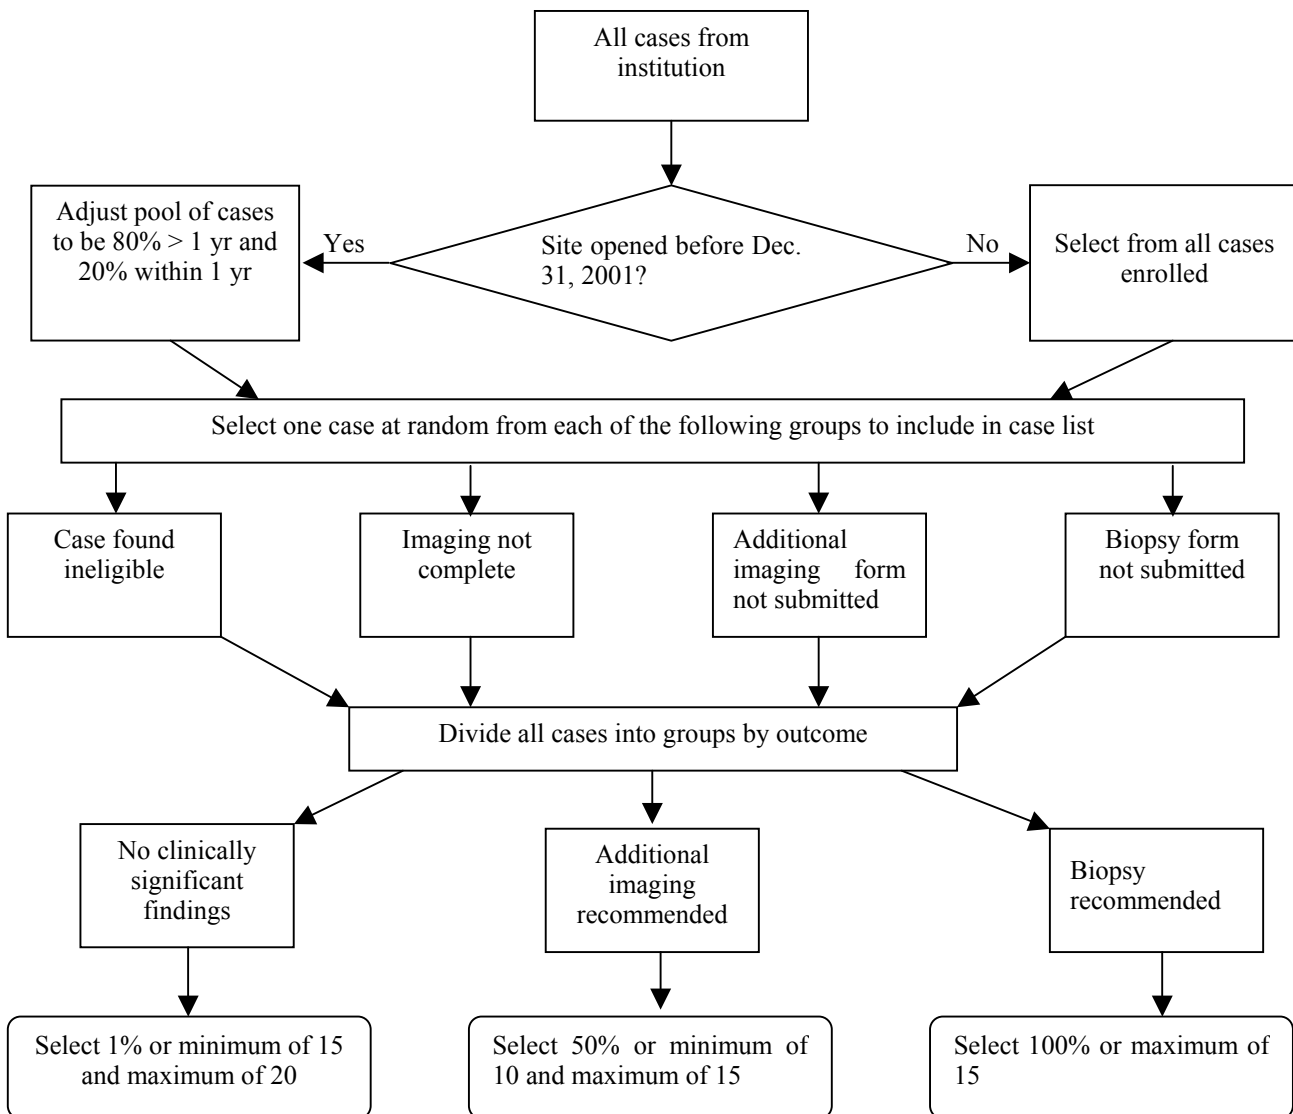 All cases from
institution
Adjust pool of cases
to be 80% > 1 yr and
20% within 1 yr
Yes
Site opened before Dec.
31, 2001?
No
Select from all cases
enrolled
Select one case at random from each of the following groups to include in case list
Case found
ineligible
Imaging not
complete
Additional
imaging form
not submitted
Biopsy form
not submitted
Divide all cases into groups by outcome
No clinically
significant
findings
Additional
imaging
recommended
Biopsy
recommended
Select 1% or minimum of 15
and maximum of 20
Select 50% or minimum of
10 and maximum of 15
Select 100% or maximum of
15